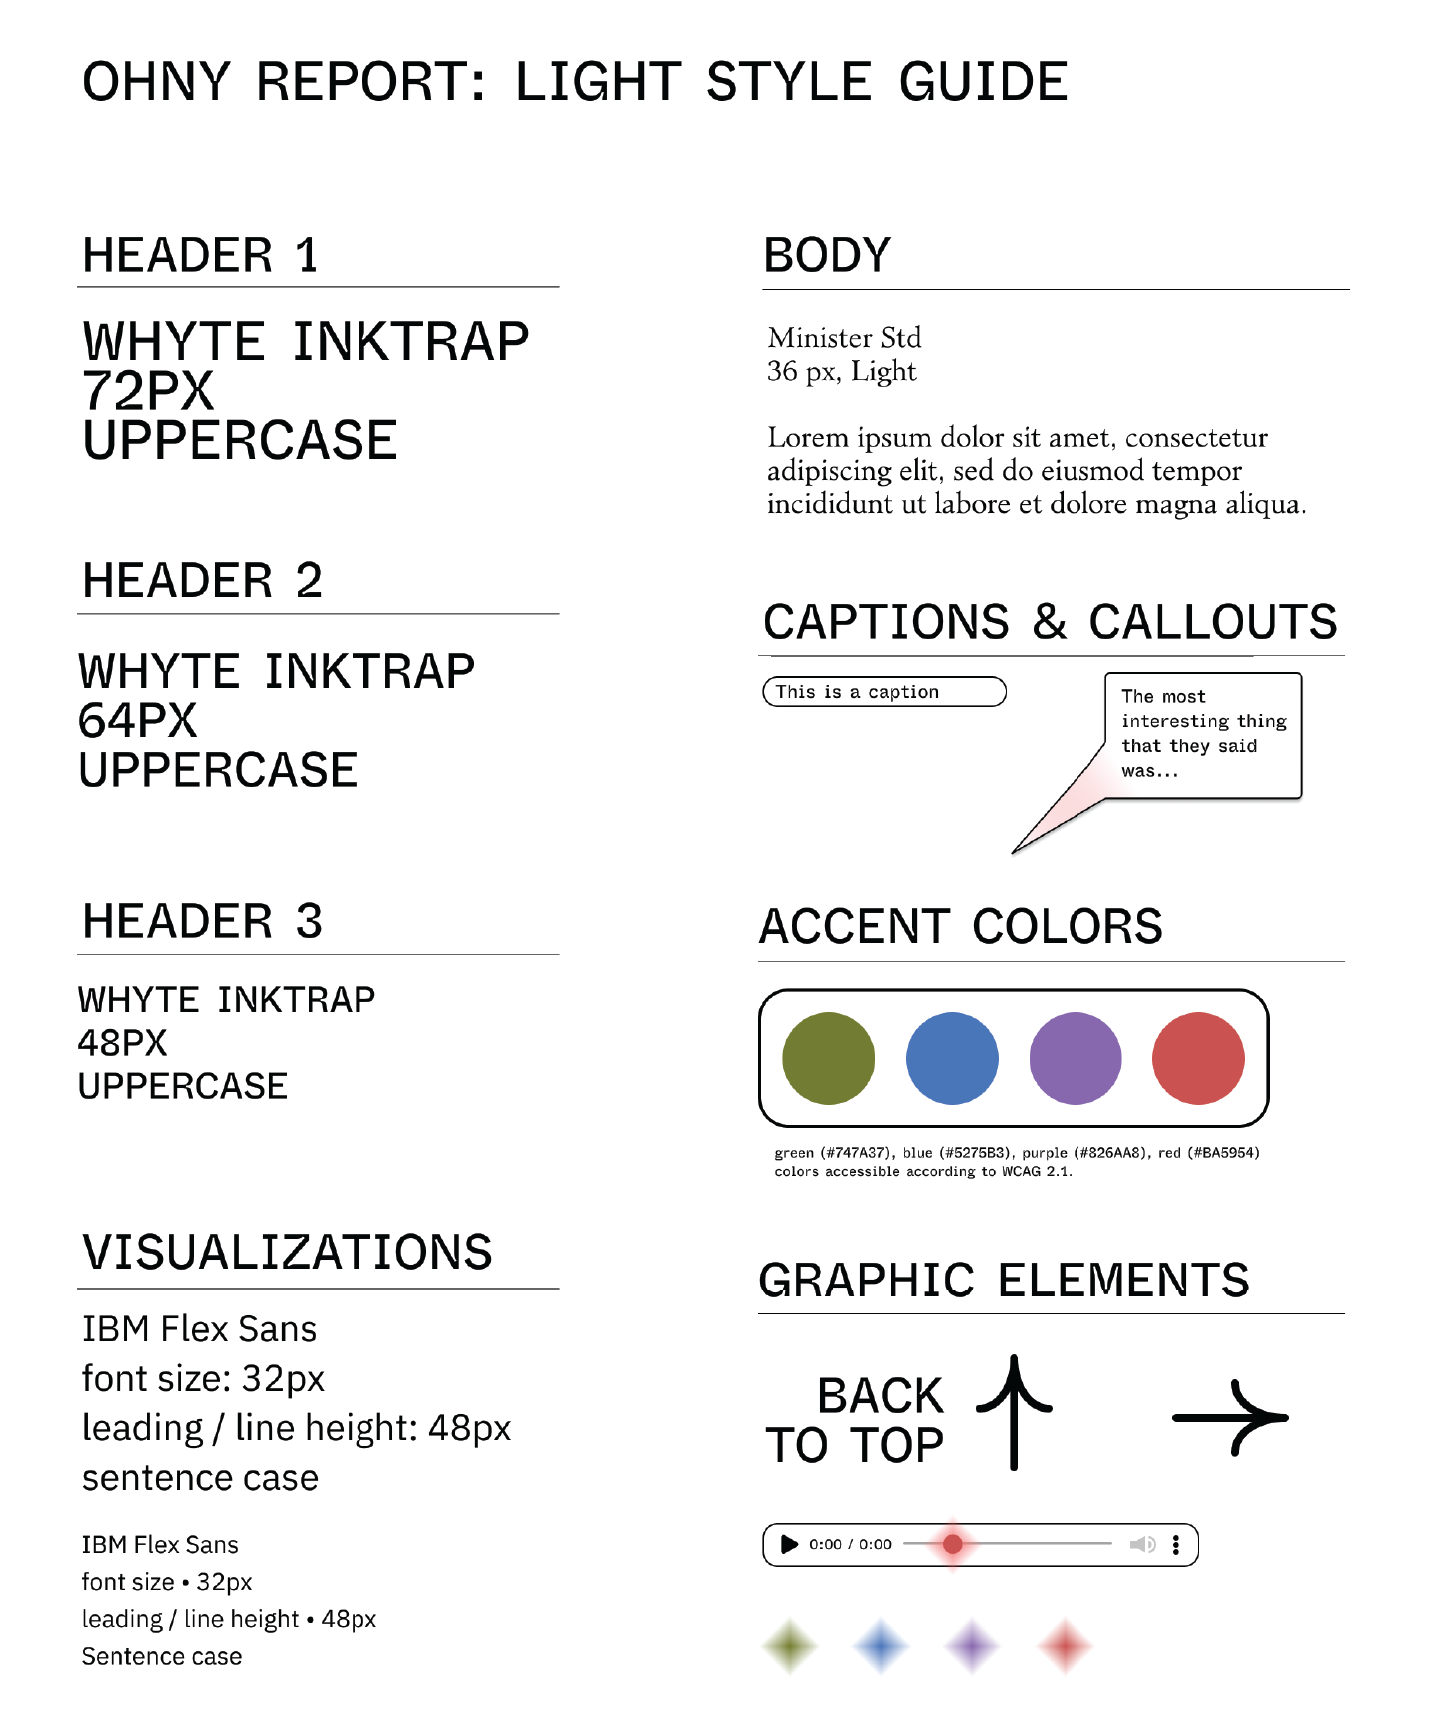 OHNY REPORT: LIGHT STYLE GUIDE
HEADER 1
WHYTE INKTRAP
72PX
UPPERCASE
HEADER 2
WHYTE INKTRAP
64PX
UPPERCASE
HEADER 3
WHYTE INKTRAP
48PX
UPPERCASE
VISUALIZATIONS
IBM Flex Sans
font size: 32px
leading / line height: 48px
sentence case
IBM Flex Sans
font size • 32px
leading / line height • 48px
Sentence case
BODY
Minister Std
36 px, Light
Lorem ipsum dolor sit amet, consectetur
adipiscing elit, sed do eiusmod tempor
incididunt ut labore et dolore magna aliqua.
CAPTIONS & CALLOUTS
This is a caption
The most
interesting thing
that they said
was...
ACCENT COLORS
green (#747A37), blue (#5275B3), purple (#826AA8), red (#BA5954)
colors accessible according to WCAG 2.1.
GRAPHIC ELEMENTS
BACK
TO TOP
0:00 / 0:00